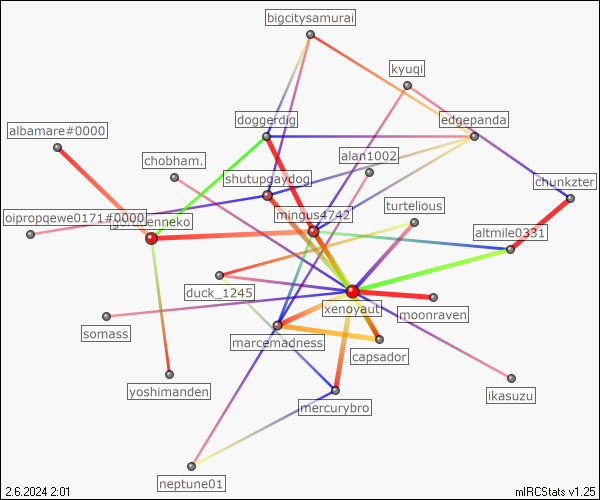 bigcitysamurai
kyuqi
doggerdig
edgepanda
albamare#0000
chobham.
alan1002
shutupgaydog
chunkzter
oipropqewe0171#0000
mingus4742
turtelious
altmile0331
duck_1245
xenoyaut
moonraven
somass
marcemadness
capsador
yoshimanden
mercurybro
ikasuzu
neptune01
2.6.2024 2:01
mIRCStats v1.25